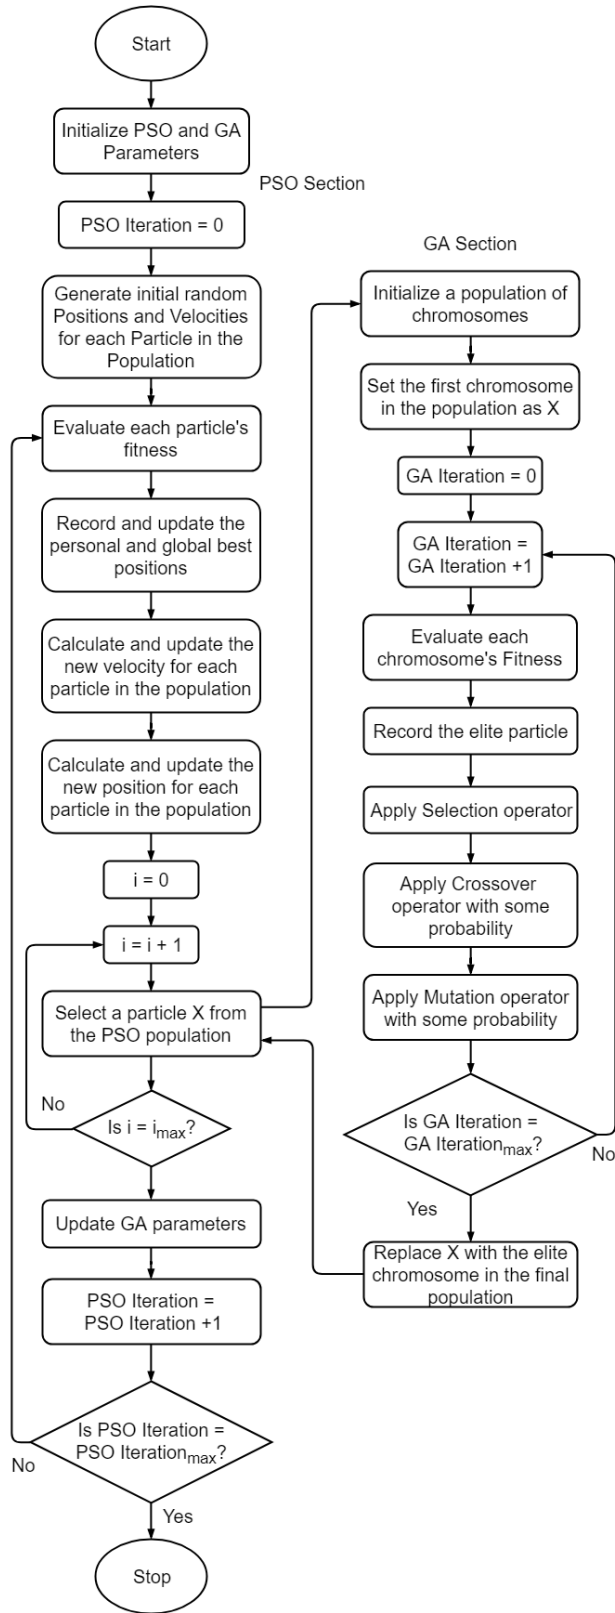 Start
Initialize PSO and GA
Parameters
PSO Section
PSO Iteration = 0
Generate initial random
Positions and Velocities
for each Particle in the
Population
Evaluate each particle's
fitness
Record and update the
personal and global best
positions
Calculate and update the
new velocity for each
particle in the population
Calculate and update the
new position for each
particle in the population
i = 0
i = i + 1
Select a particle X from
the PSO population
No
Is i = imax?
Update GA parameters
PSO Iteration =
PSO Iteration +1
Is PSO Iteration =
PSO Iterationmax?
No
Yes
Stop
GA Section
Initialize a population of
chromosomes
Set the first chromosome
in the population as X
GA Iteration = 0
GA Iteration =
GA Iteration +1
Evaluate each
chromosome's Fitness
Record the elite particle
Apply Selection operator
Apply Crossover
operator with some
probability
Apply Mutation operator
with some probability
Is GA Iteration =
GA Iterationmax?
No
Yes
Replace X with the elite
chromosome in the final
population